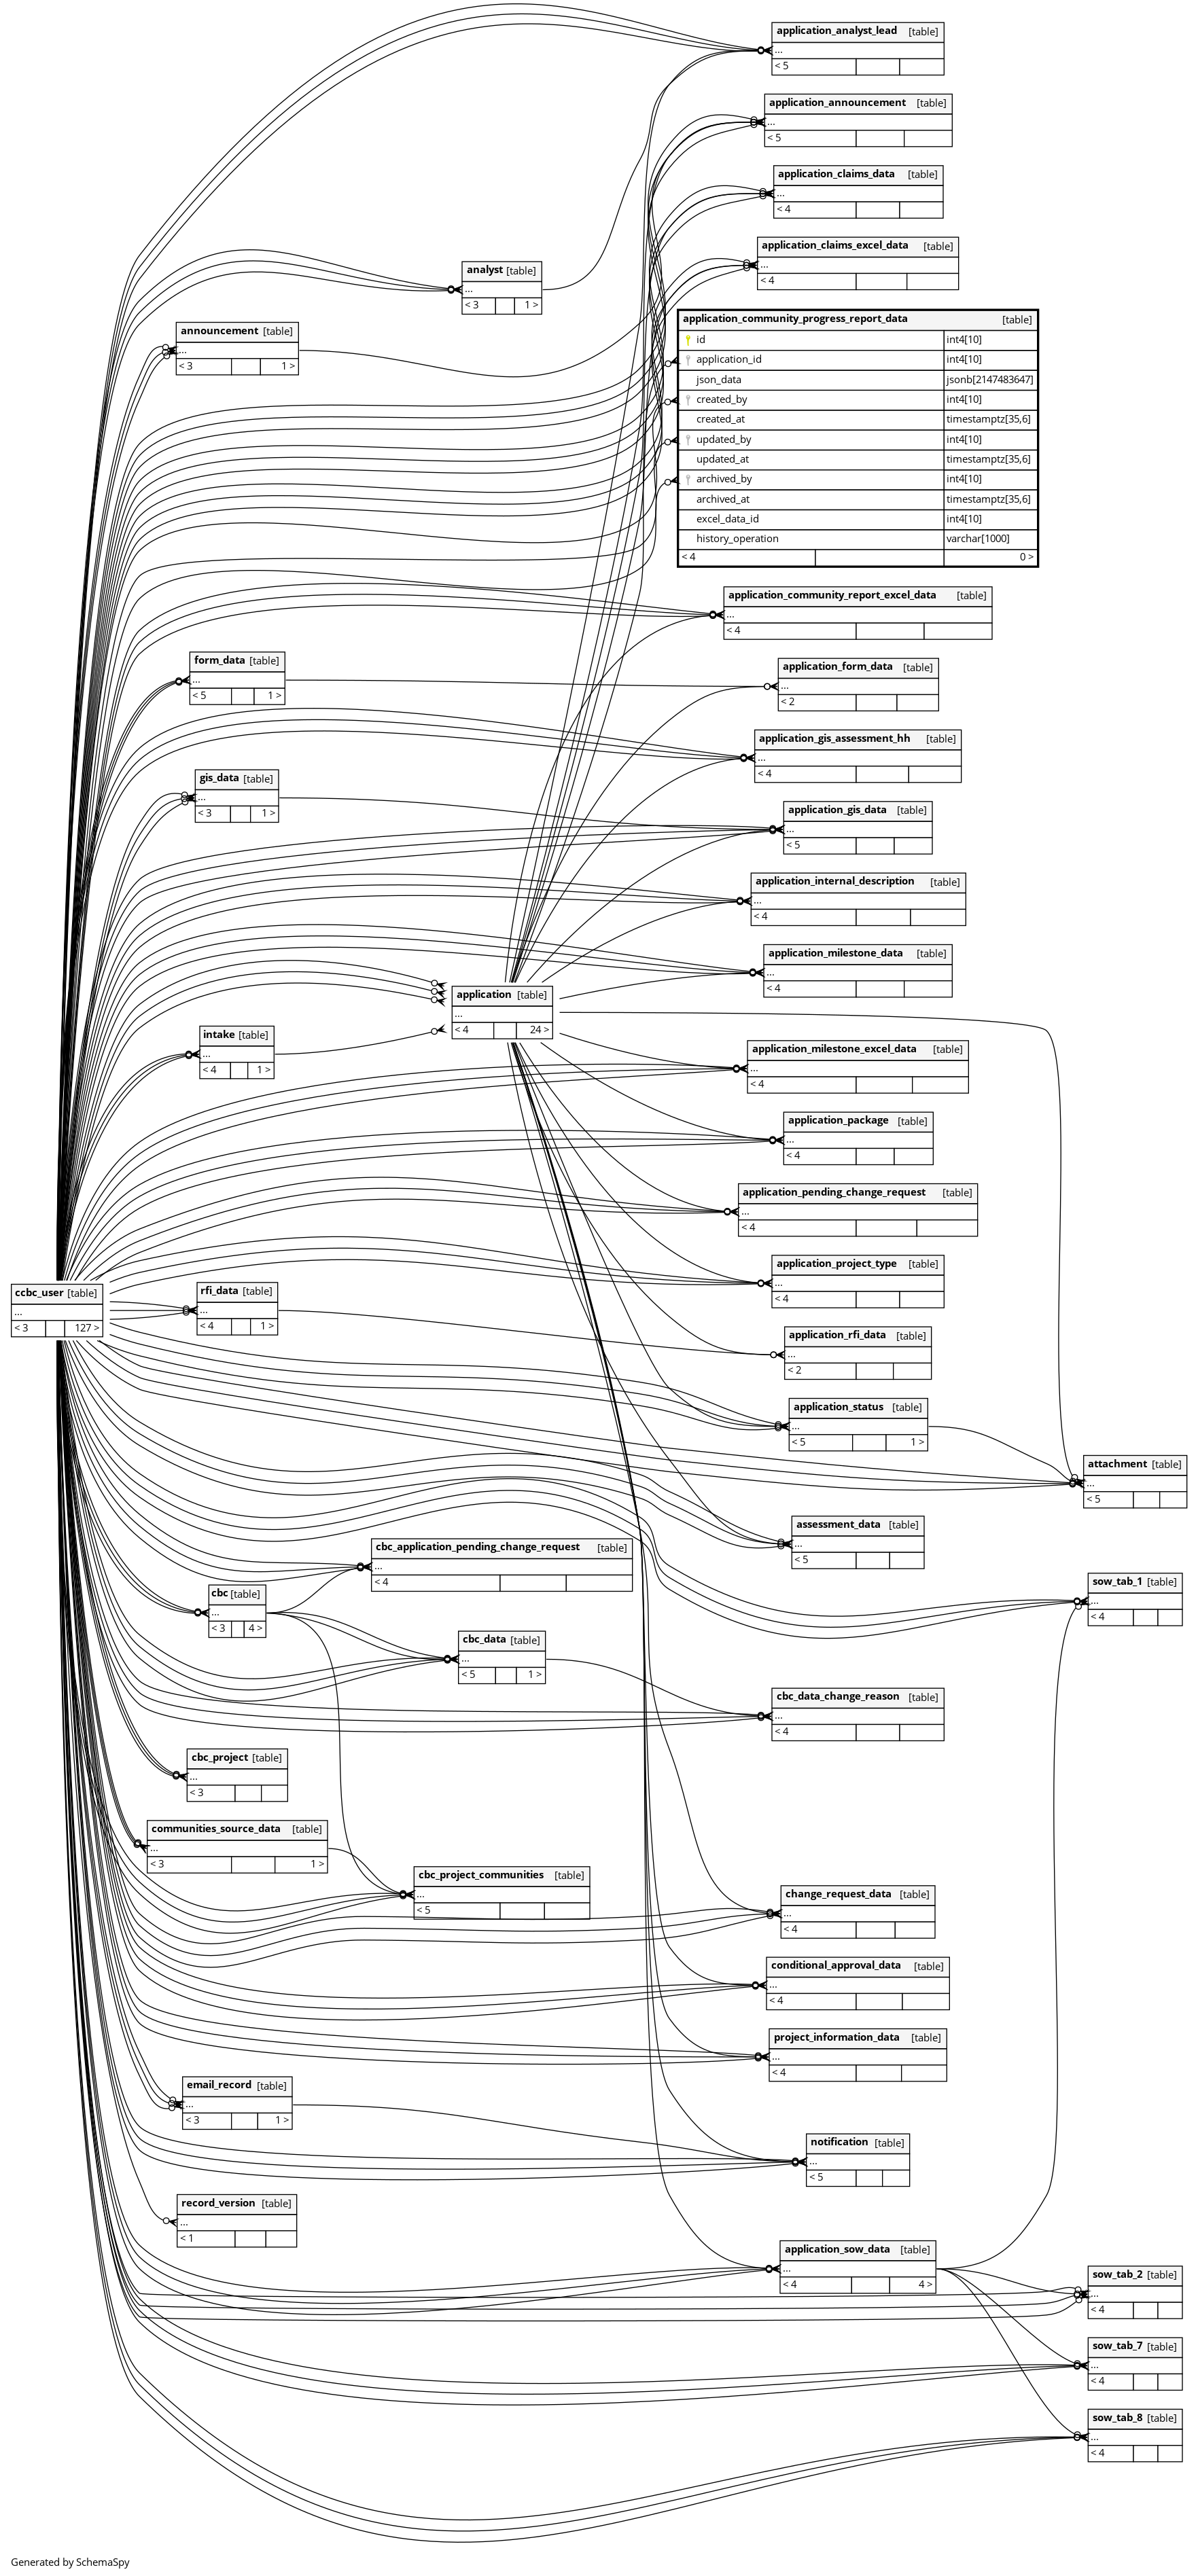 application_analyst_lead [table]
...
< 5
application_announcement [table]
...
< 5
application_claims_data [table]
...
< 4
application_claims_excel_data [table]
...
< 4
analyst [table]
...
< 3 1 >
announcement [table]
...
< 3 1 >
application_community_progress_report_data [table]
id int4[10]
application_id int4[10]
json_data jsonb[2147483647]
created_by int4[10]
created_at timestamptz[35,6]
updated_by int4[10]
updated_at timestamptz[35,6]
archived_by int4[10]
archived_at timestamptz[35,6]
excel_data_id int4[10]
history_operation varchar[1000]
< 4 0 >
application_community_report_excel_data [table]
...
< 4
form_data [table]
...
< 5 1 >
application_form_data [table]
...
< 2
application_gis_assessment_hh [table]
...
< 4
gis_data [table]
...
< 3 1 >
application_gis_data [table]
...
< 5
application_internal_description [table]
...
< 4
application_milestone_data [table]
...
< 4
application [table]
...
< 4 24 >
intake [table]
...
< 4 1 >
application_milestone_excel_data [table]
...
< 4
application_package [table]
...
< 4
application_pending_change_request [table]
...
< 4
application_project_type [table]
...
< 4
ccbc_user [table]
...
< 3 127 >
rfi_data [table]
...
< 4 1 >
application_rfi_data [table]
...
< 2
application_status [table]
...
< 5 1 >
attachment [table]
...
< 5
assessment_data [table]
...
< 5
cbc_application_pending_change_request [table]
...
< 4
sow_tab_1 [table]
...
< 4
cbc [table]
...
< 3 4 >
cbc_data [table]
...
< 5 1 >
cbc_data_change_reason [table]
...
< 4
cbc_project [table]
...
< 3
communities_source_data [table]
...
< 3 1 >
cbc_project_communities [table]
...
< 5
change_request_data [table]
...
< 4
conditional_approval_data [table]
...
< 4
project_information_data [table]
...
< 4
email_record [table]
...
< 3 1 >
notification [table]
...
< 5
record_version [table]
...
< 1
application_sow_data [table]
...
< 4 4 >
sow_tab_2 [table]
...
< 4
sow_tab_7 [table]
...
< 4
sow_tab_8 [table]
...
< 4
Generated by SchemaSpy